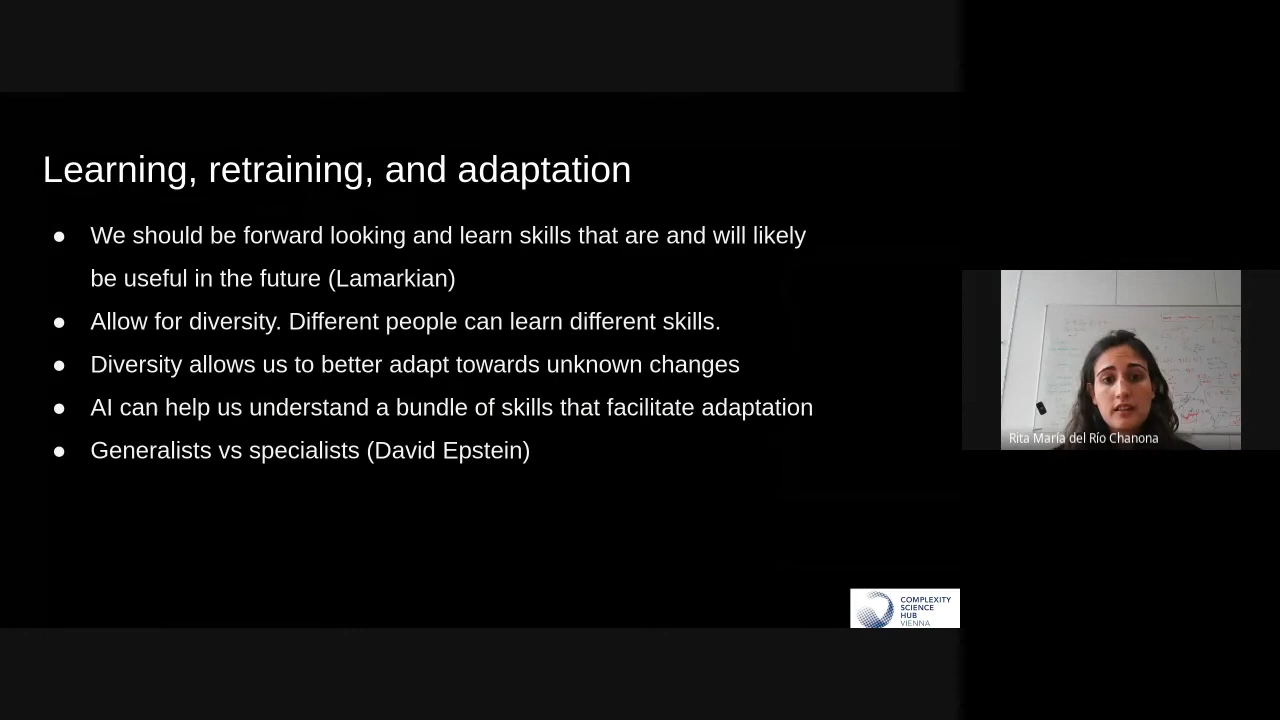 Learning, retraining, and adaptation
● We should be forward looking and learn skills that are and will likely
be useful in the future (Lamarkian)
● Allow for diversity. Different people can learn different skills.
● Diversity allows us to better adapt towards unknown changes
● AI can help us understand a bundle of skills that facilitate adaptation
● Generalists vs specialists (David Epstein)
Rita María del Río Chanona
COMPLEXITY
SCIENCE
HUB
VIENNA